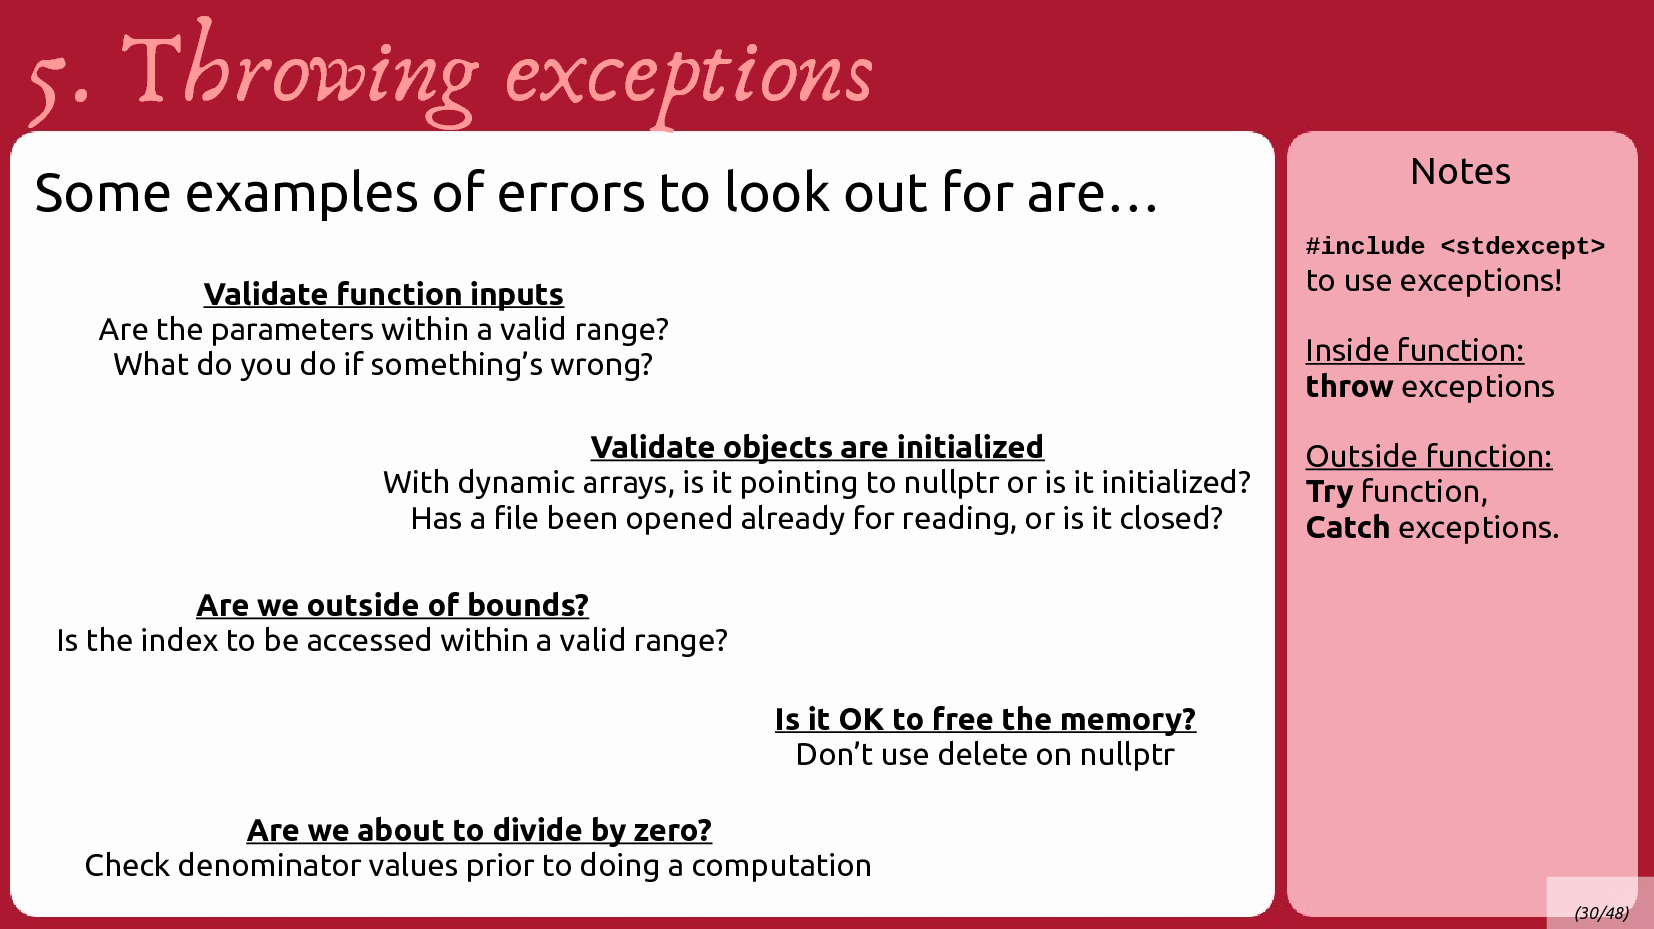 5. Throwing exceptions
Some examples of errors to look out for are…
Validate function inputs
Are the parameters within a valid range?
What do you do if something’s wrong?
Validate objects are initialized
With dynamic arrays, is it pointing to nullptr or is it initialized?
Has a file been opened already for reading, or is it closed?
Are we outside of bounds?
Is the index to be accessed within a valid range?
Is it OK to free the memory?
Don’t use delete on nullptr
Are we about to divide by zero?
Check denominator values prior to doing a computation
Notes
#include <stdexcept>
to use exceptions!
Inside function:
throw exceptions
Outside function:
Try function,
Catch exceptions.
(30/48)